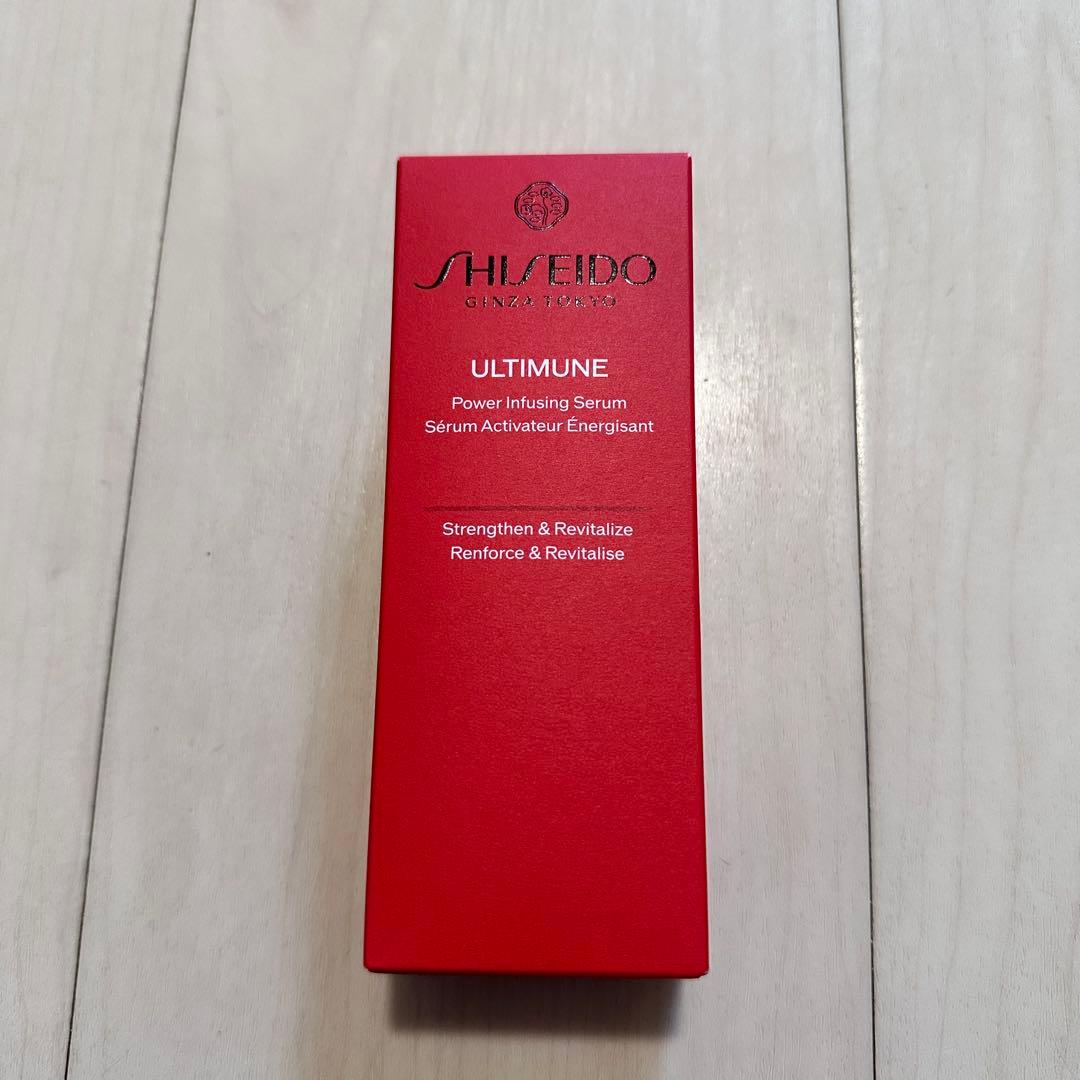 SHISEIDO
GINZA TOKYO
ULTIMUNE
Power Infusing Serum
Sérum Activateur Énergisant
Strengthen & Revitalize
Renforce & Revitalise